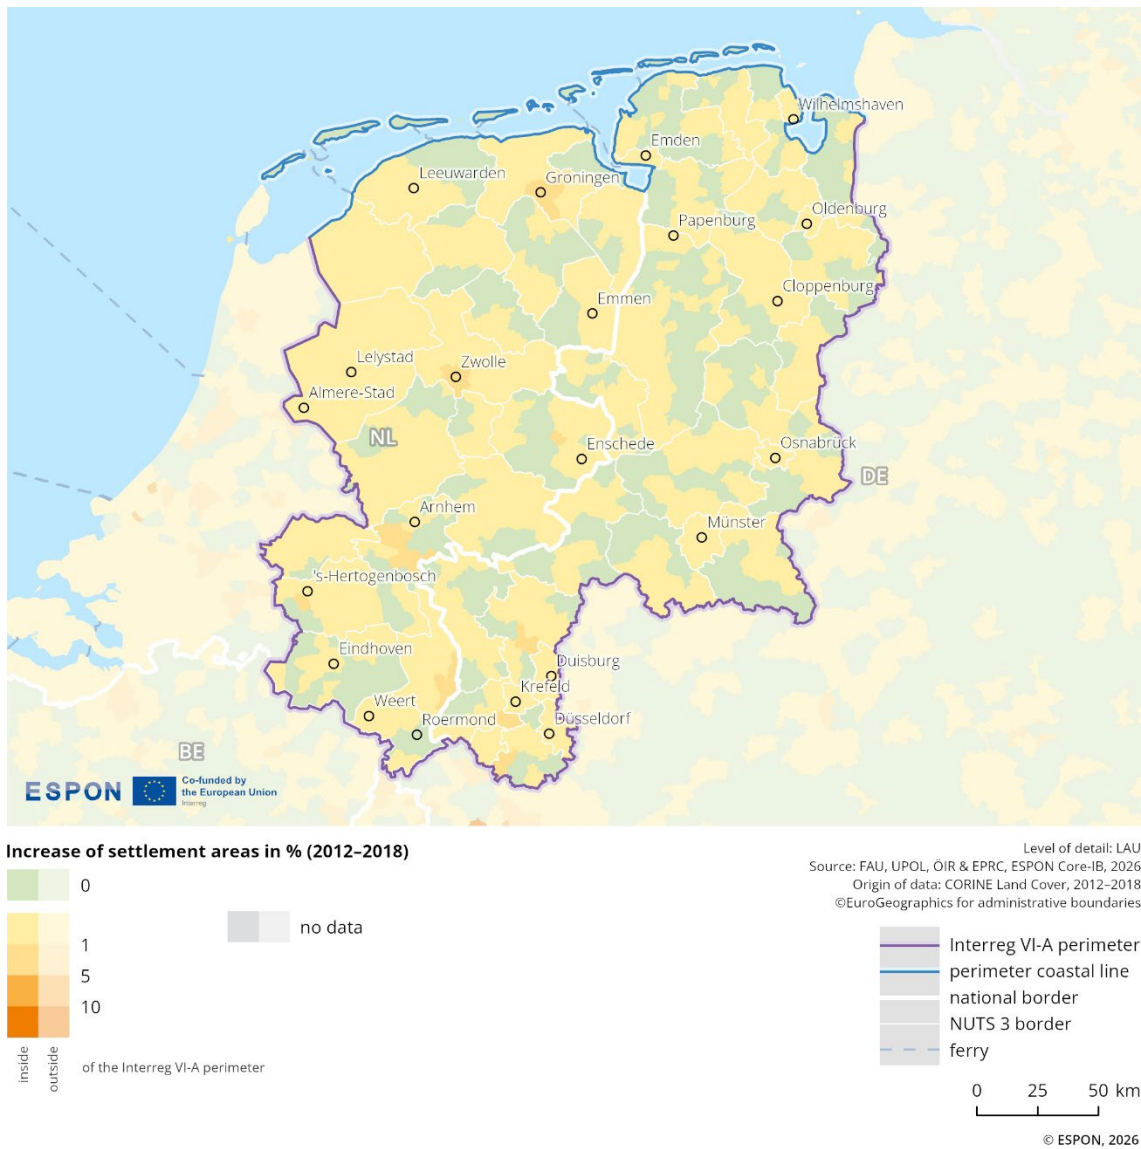 Wilhelmshaven
Emden
Leeuwarden
Groningen
Oldenburg
Papenburg
Cloppenburg
Emmen
Lelystad
Zwolle
Almere-Stad
NL
Enschede
Osnabrück
DE
Arnhem
Münster
's-Hertogenbosch
Eindhoven
Duisburg
Krefeld
Weert
Roermond
Düsseldorf
BE
ESPON
Co-funded by
the European Union
Interreg
Increase of settlement areas in % (2012–2018)
0
1
5
10
no data
inside
outside
of the Interreg VI-A perimeter
Level of detail: LAU
Source: FAU, UPOL, ÖIR & EPRC, ESPON Core-IB, 2026
Origin of data: CORINE Land Cover, 2012–2018
©EuroGeographics for administrative boundaries
Interreg VI-A perimeter
perimeter coastal line
national border
NUTS 3 border
ferry
0 25 50 km
© ESPON, 2026